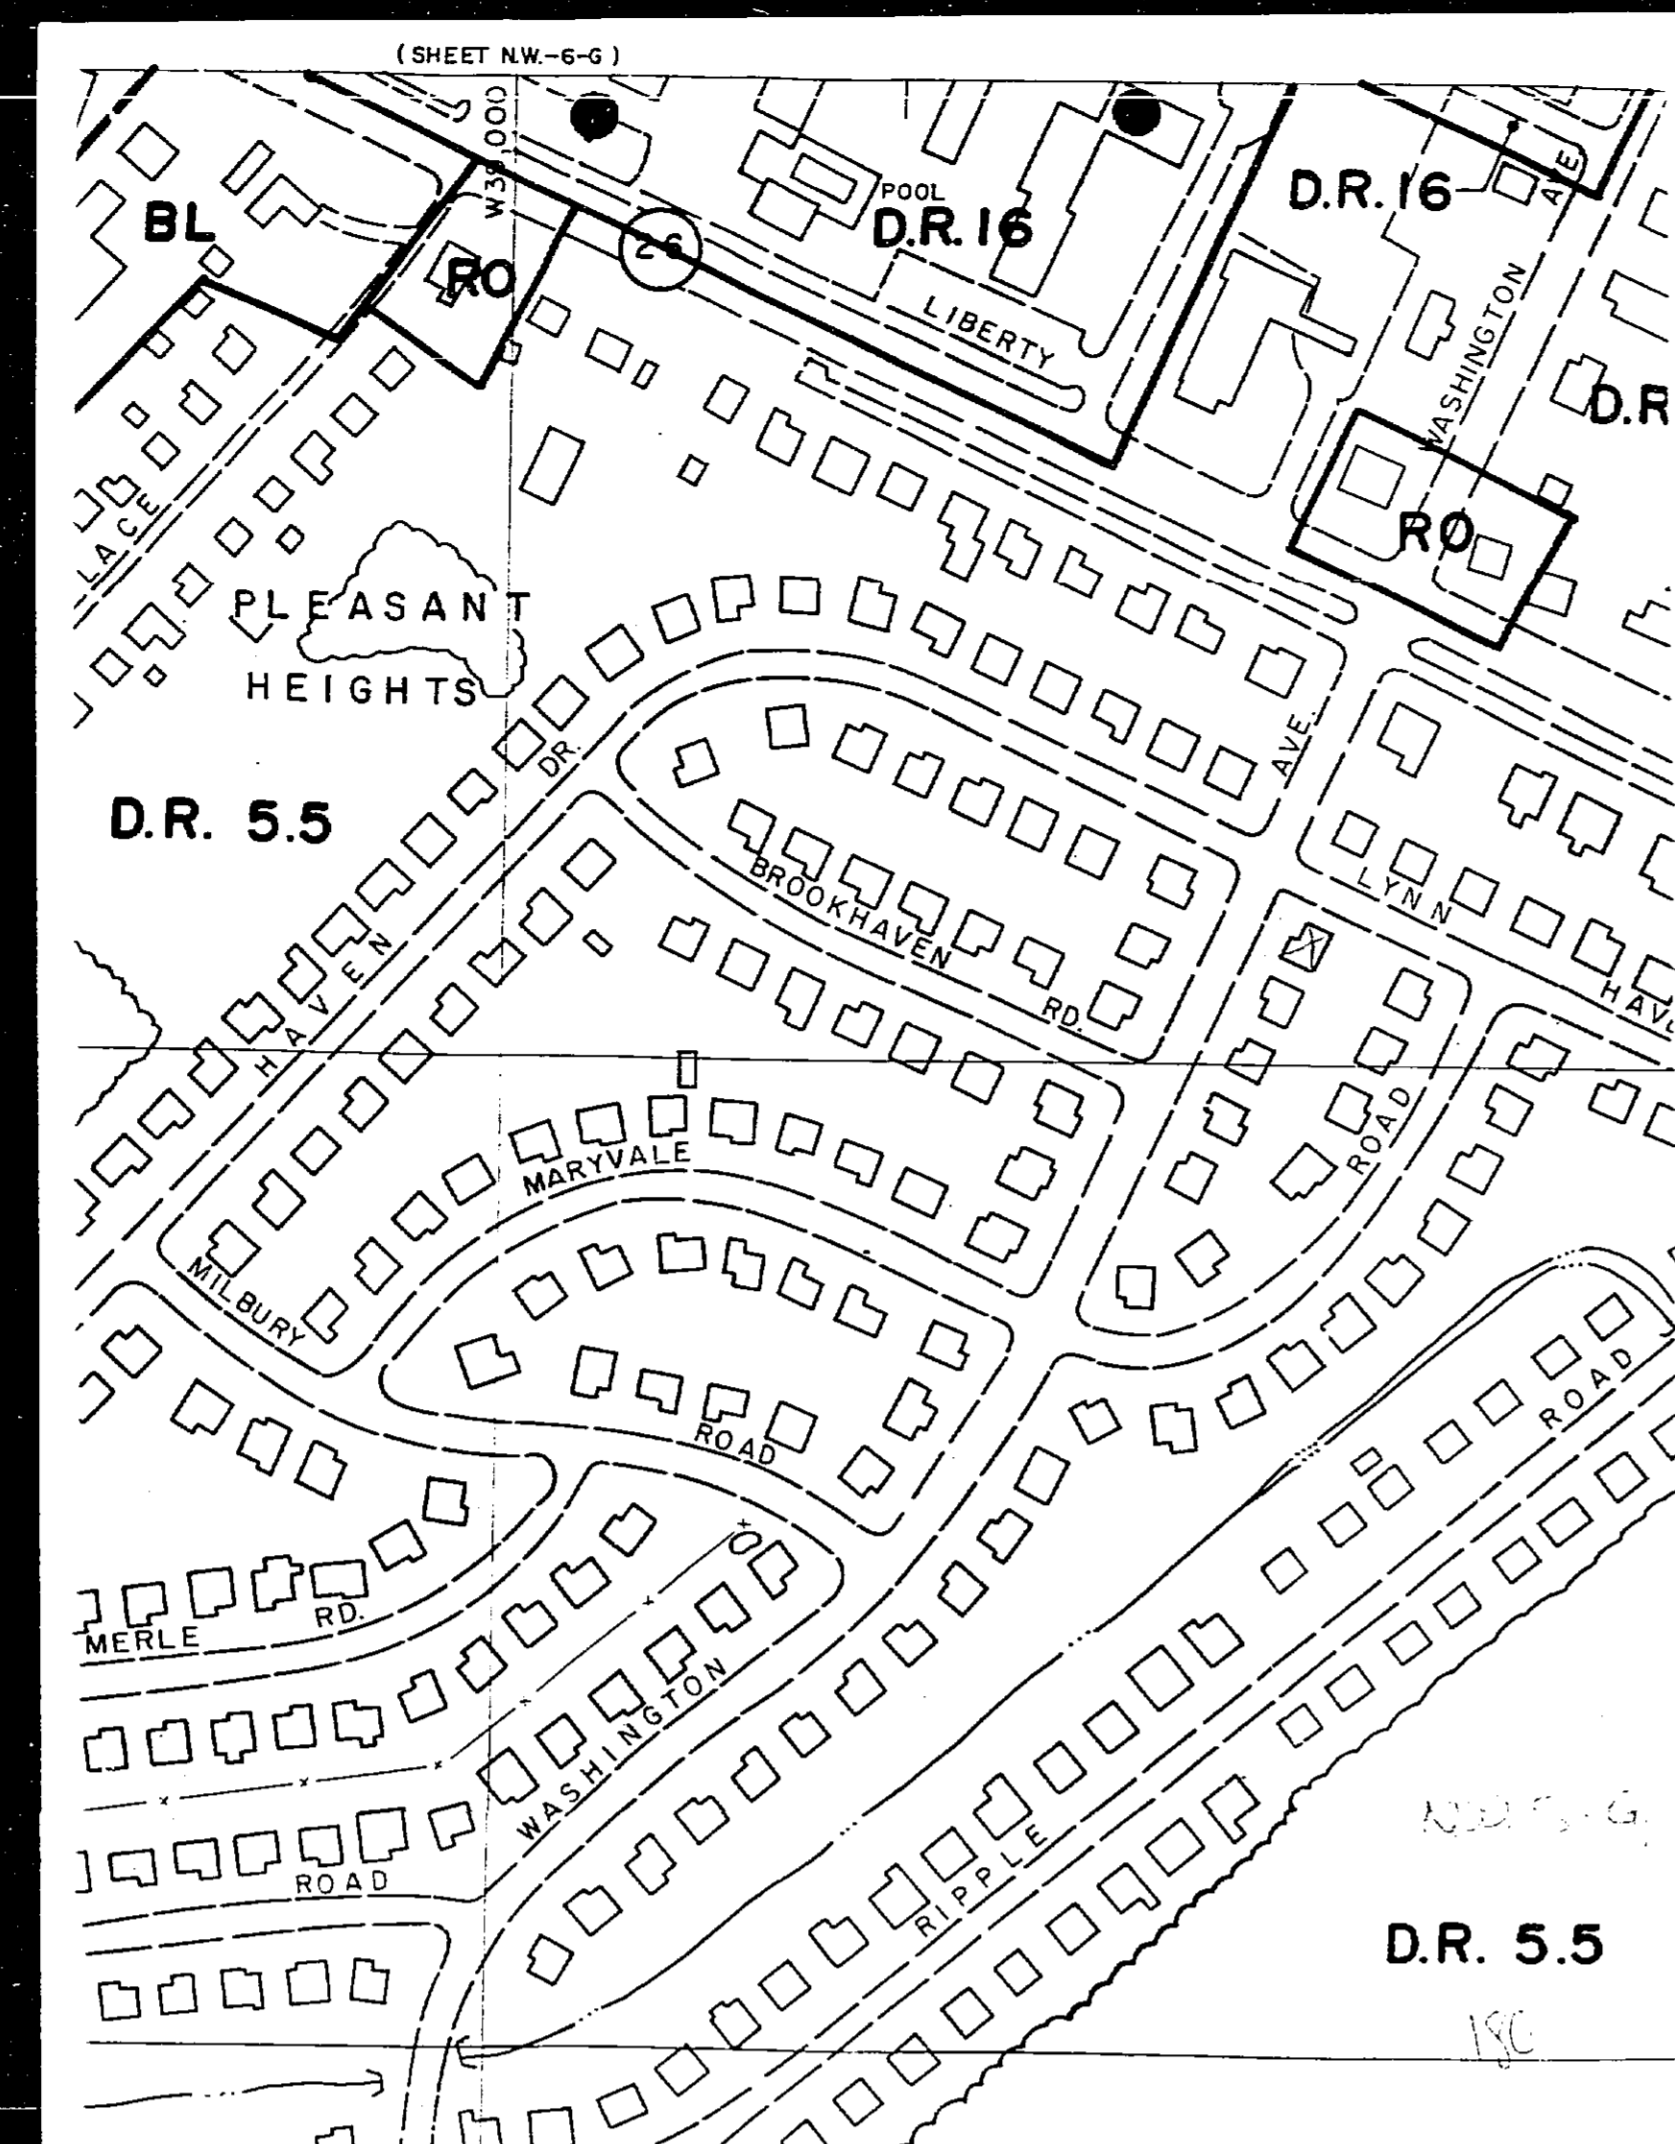 ( SHEET N.W.-6-G )
BL
RO
26
POOL
D.R. 16
D.R. 16
AVE
LIBERTY
WASHINGTON
D.R
RO
LACE
PLEASANT
HEIGHTS
D.R. 5.5
DR.
HAVEN
AVE.
LYNN
BROOKHAVEN
RD.
ROAD
MARYVALE
MILBURY
ROAD
ROAD
MERLE
RD.
WASHINGTON
ROAD
RIPPLE
D.R. 5.5